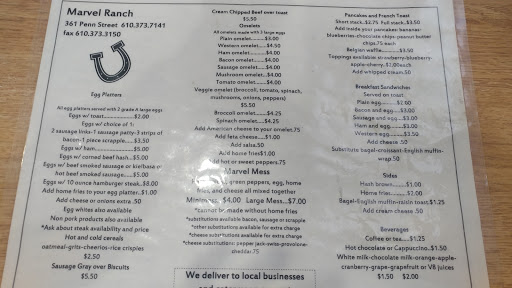 Marvel Ranch
361 Penn Street 610.373.7141
fax 610.373.3150
Egg Platters
All egg platters served with 2 grade A large eggs
Eggs w/ toast.............$2.00
Eggs w/ choice of ½
2 sausage links-1 sausage patty-3 strips of
bacon-1 piece scrapple.....$3.50
Eggs w/ ham...............$5.00
Eggs w/ corned beef hash..$5.00
Eggs w/ hot beef smoked sausage or kielbasa or
hot beef smoked sausage......$5.00
Eggs w/ 10 ounce hamburger steak..$8.00
Add home fries to your egg platter..$1.00
Add cheese or onions extra .50
Egg whites also available
Non pork products also available
*Ask about steak availability and price
Hot and cold cereals
oatmeal-grits-cheerios-rice crispies
$2.50
Sausage Gravy over Biscuits
$5.50
Cream Chipped Beef over toast
$5.50
Omelets
All omelets made with 3 large eggs
Plain omelet........$3.00
Western omelet......$4.50
Ham omelet........$4.00
Bacon omelet......$4.00
Sausage omelet......$4.00
Mushroom omelet...$4.00
Tomato omelet......$4.00
Veggie omelet (broccoli, tomato, spinach,
mushrooms, onions, peppers)
$5.50
Broccoli omelet......$4.25
Spinach omelet......$4.25
Add American cheese to your omelet.75
Add feta cheese.....$1.00
Add salsa.50
Add home fries$1.00
Add hot or sweet peppers.75
Marvel Mess
green peppers, egg, home
fries, and cheese all mixed together
$4.00 Large Mess...$7.00
*cannot be made without home fries
*substitutions available bacon, sausage or scrapple
*other substitutions available for extra charge
*cheese substitutions available for extra charge
*cheese substitutions: pepper jack-swiss-provolone-
cheddar.75
We deliver to local businesses
Pancakes and French Toast
Short stack..$2.75 Full stack..$3.50
Add inside your pancakes bananas-
blueberries-chocolate chips-peanut butter
chips.75 each
Belgian waffle........$3.50
Toppings available strawberry-blueberry-
apple-cherry..$2.00each
Add whipped cream.50
Breakfast Sandwiches
Served on toast
Plain egg........$2.00
Bacon and egg....$3.00
Sausage and egg...$3.00
Ham and egg........$3.00
Western egg........$3.50
Add cheese .50
Substitute bagel-croissant-English muffin-
wrap.50
Sides
Hash brown......$1.00
Home fries........$2.00
Bagel-English muffin-raisin toast.$1.25
Add cream cheese .50
Beverages
Coffee or tea....$1.25
Hot chocolate or Cappuccino..$1.50
White milk-chocolate milk-orange-apple-
cranberry-grape-grapefruit or V8 juices
$1.50 $2.00